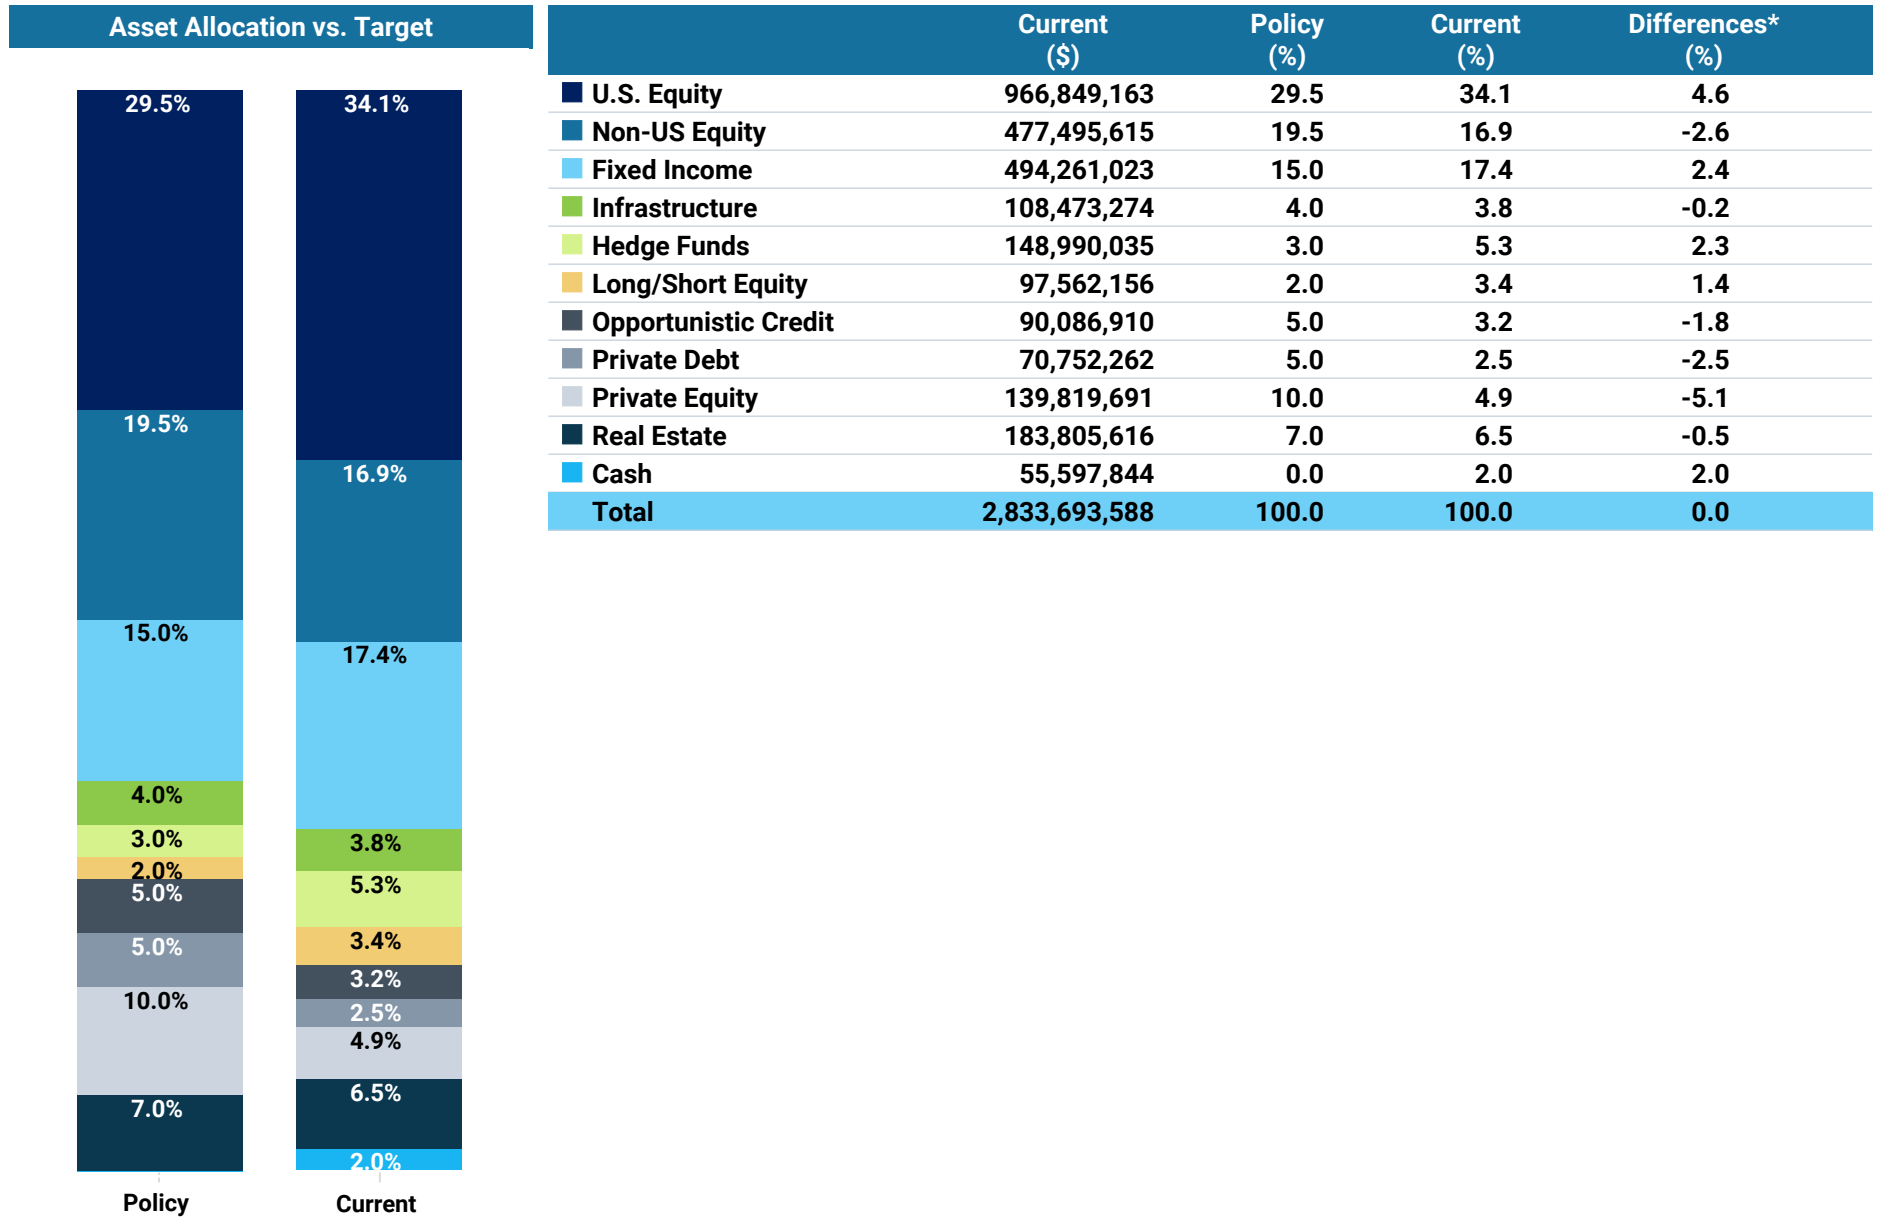 Asset Allocation vs. Target
29.5%
19.5%
15.0%
4.0%
3.0%
2.0%
5.0%
5.0%
10.0%
7.0%
Policy
34.1%
16.9%
17.4%
3.8%
5.3%
3.4%
3.2%
2.5%
4.9%
6.5%
2.0%
Current
Current Policy Current Differences*
($) (%) (%) (%)
U.S. Equity 966,849,163 29.5 34.1 4.6
Non-US Equity 477,495,615 19.5 16.9 -2.6
Fixed Income 494,261,023 15.0 17.4 2.4
Infrastructure 108,473,274 4.0 3.8 -0.2
Hedge Funds 148,990,035 3.0 5.3 2.3
Long/Short Equity 97,562,156 2.0 3.4 1.4
Opportunistic Credit 90,086,910 5.0 3.2 -1.8
Private Debt 70,752,262 5.0 2.5 -2.5
Private Equity 139,819,691 10.0 4.9 -5.1
Real Estate 183,805,616 7.0 6.5 -0.5
Cash 55,597,844 0.0 2.0 2.0
Total 2,833,693,588 100.0 100.0 0.0